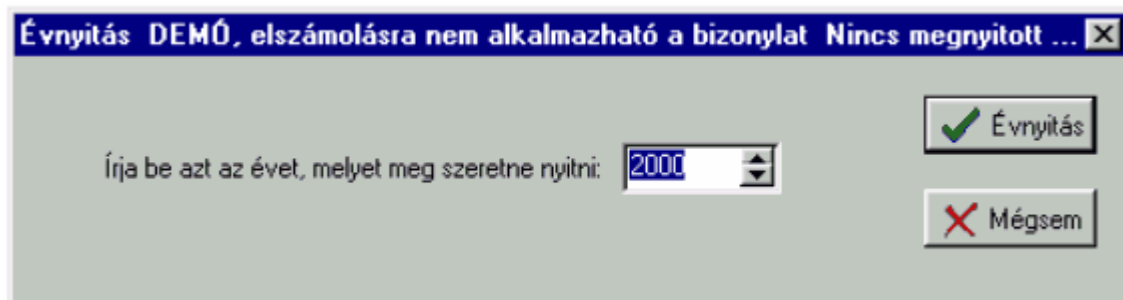 Évnyitás DEMÓ, elszámolásra nem alkalmazható a bizonylat Nincs megnyitott ...
Évnyitás
Írja be azt az évet, melyet meg szeretne nyitni: 2000
Mégsem